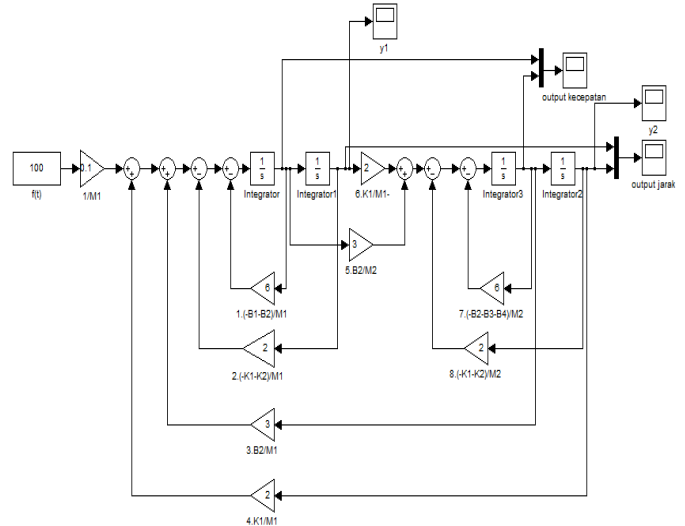 y1
output kecepatan
y2
output jarak
100
f(t)
0.1
1/M1
+
+
+
+
+
−
+
−
1
s
Integrator
1
s
Integrator1
2
6.K1/M1-
+
+
+
−
+
−
1
s
Integrator3
1
s
Integrator2
3
5.B2/M2
6
1.(-B1-B2)/M1
6
7.(-B2-B3-B4)/M2
2
2.(-K1-K2)/M1
2
8.(-K1-K2)/M2
3
3.B2/M1
2
4.K1/M1